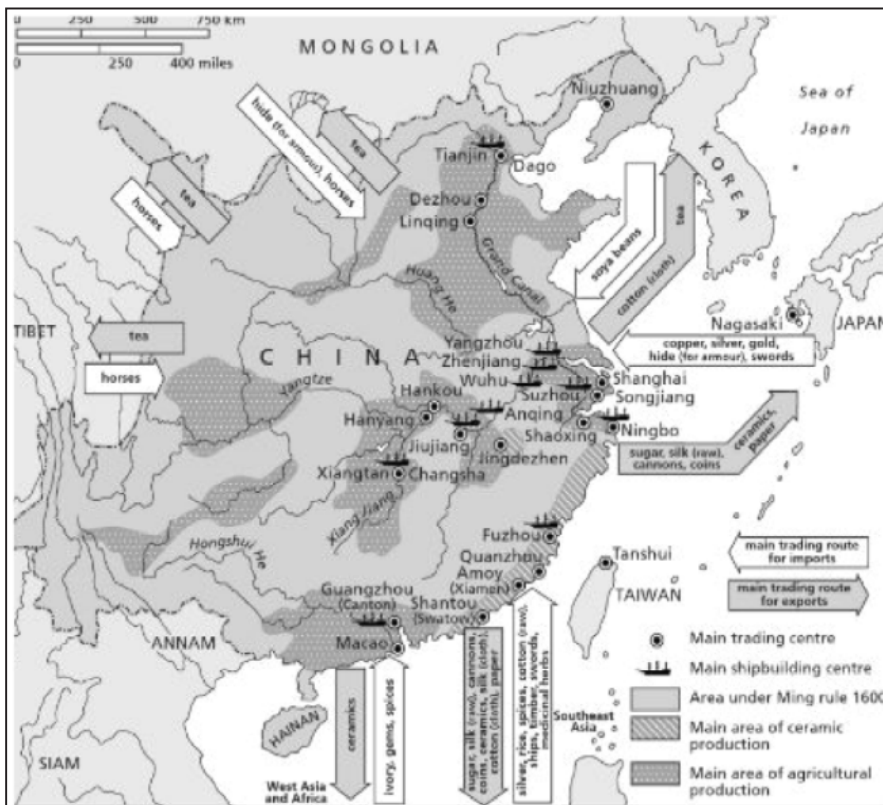 0 250 500 750 km
0 250 400 miles
MONGOLIA
Niuzhuang
Sea of
Japan
KOREA
hide (for armour), horses
tea
tea
horses
Tianjin
Dago
Dezhou
Linqing
Grand Canal
Huang He
soya beans
tea
cotton (cloth)
Nagasaki
JAPAN
TIBET
tea
horses
CHINA
copper, silver, gold,
hide (for armour), swords
Yangzhou
Zhenjiang
Wuhu
Suzhou
Shanghai
Songjiang
Yangtze
Hankou
Hanyang
Anqing
Jiujiang
Shaoxing
Ningbo
Jingdezhen
Xiangtan
Changsha
ceramics,
paper
sugar, silk (raw),
cannons, coins
Xiang Jiang
Hongshui He
Fuzhou
Quanzhou
Amoy
(Xiamen)
Tanshui
TAIWAN
Guangzhou
(Canton)
Shantou
(Swatow)
Macao
ANNAM
HAINAN
SIAM
ceramics
ivory, gems, spices
West Asia
and Africa
sugar, silk (raw), cannons,
coins, ceramics, silk (cloth),
cotton (cloth), paper
silver, rice, spices, cotton (raw),
ships, timber, swords,
medicinal herbs
Southeast
Asia
main trading route
for imports
main trading route
for exports
Main trading centre
Main shipbuilding centre
Area under Ming rule 1600
Main area of ceramic
production
Main area of agricultural
production